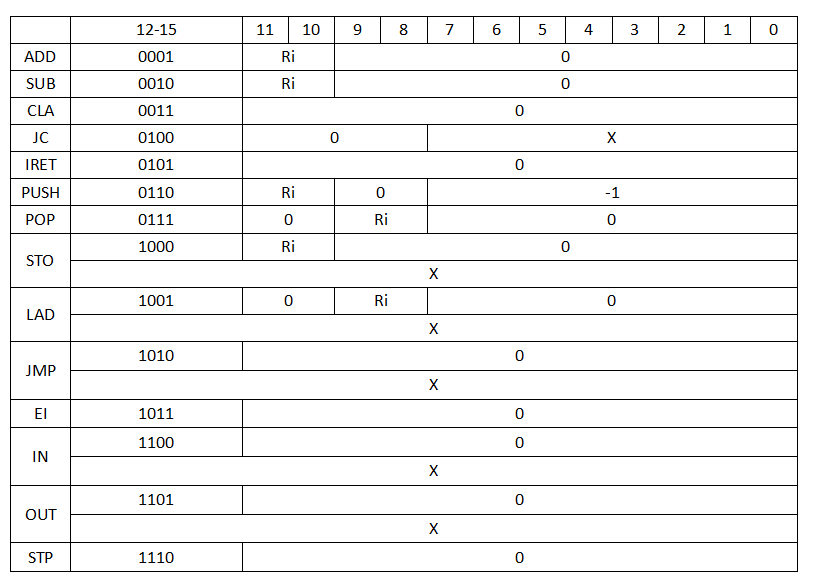 12-15 11 10 9 8 7 6 5 4 3 2 1 0
ADD 0001 Ri 0
SUB 0010 Ri 0
CLA 0011 0
JC 0100 0 X
IRET 0101 0
PUSH 0110 Ri 0 -1
POP 0111 0 Ri 0
STO 1000 Ri 0
X
LAD 1001 0 Ri 0
X
JMP 1010 0
X
EI 1011 0
IN 1100 0
X
OUT 1101 0
X
STP 1110 0